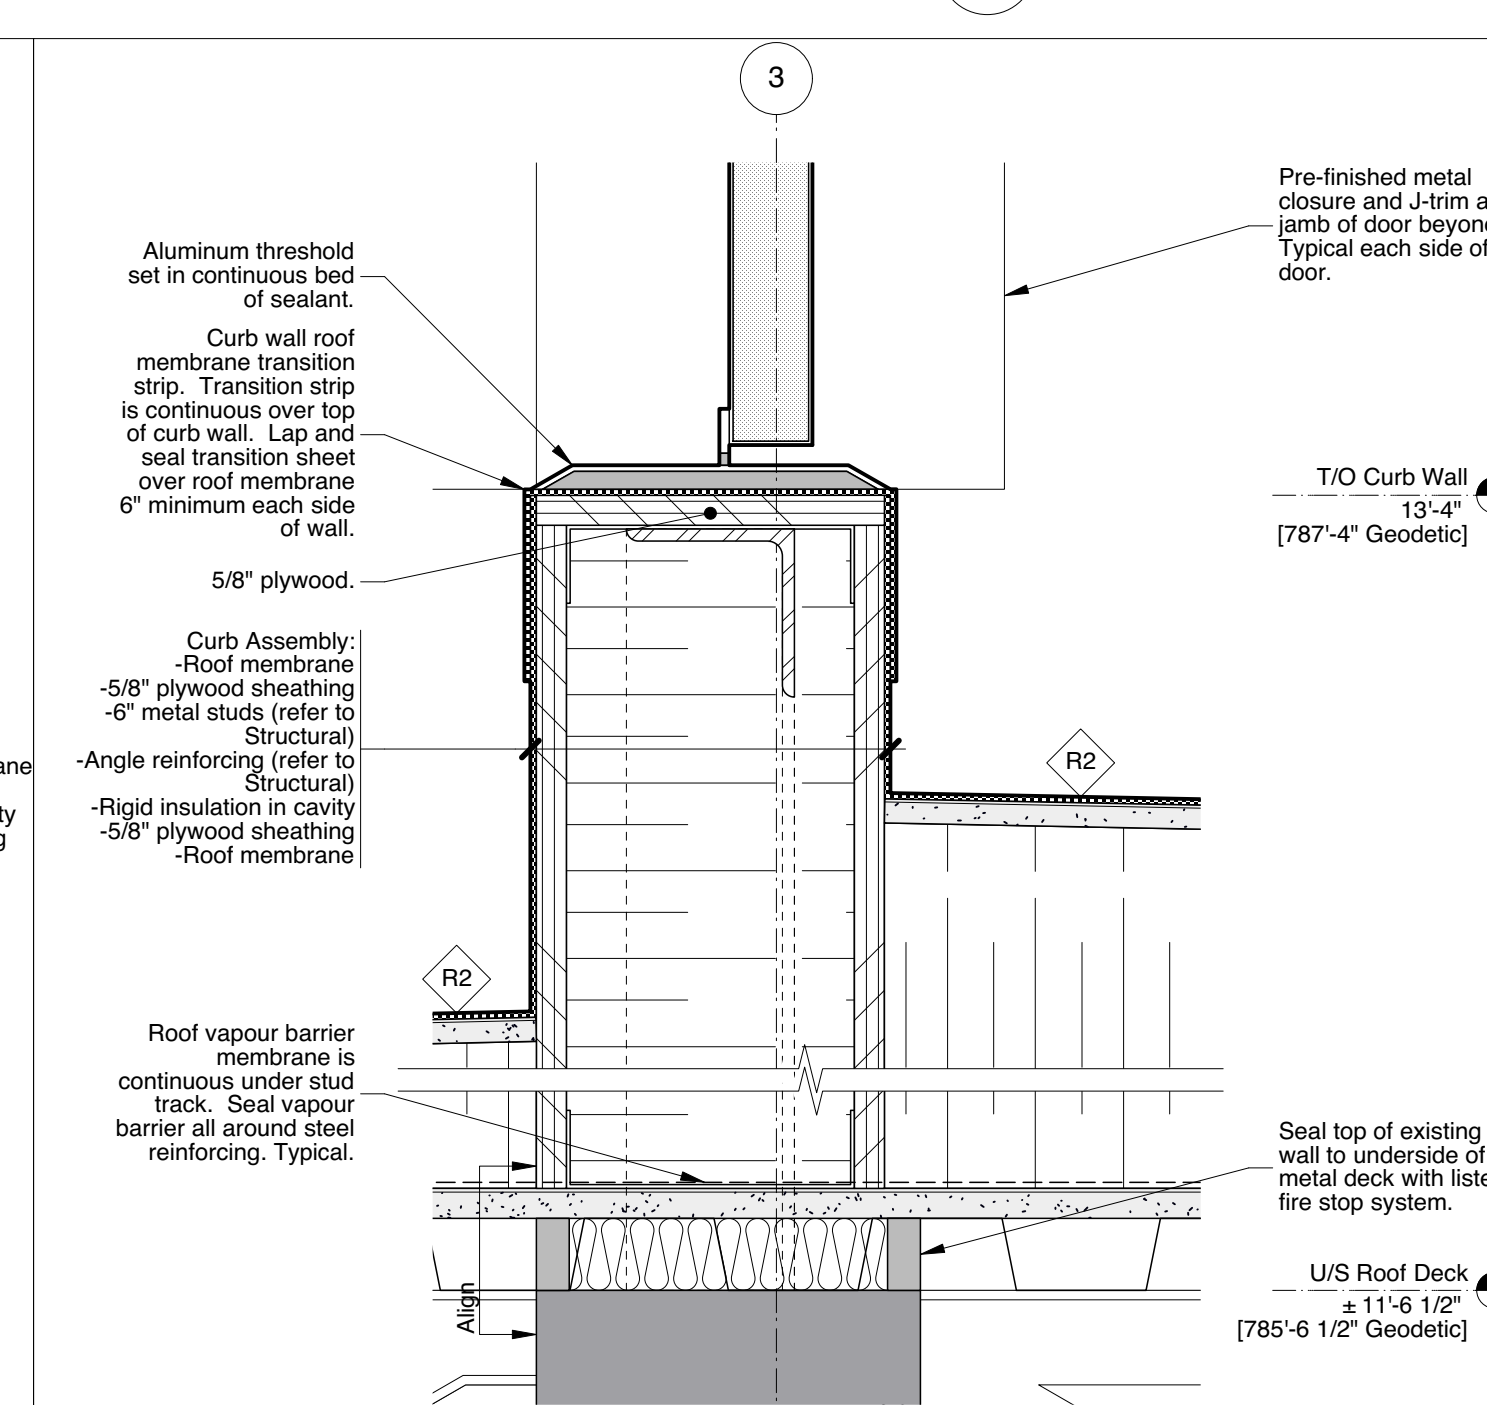 3
Aluminum threshold
set in continuous bed
of sealant.
Curb wall roof
membrane transition
strip.  Transition strip
is continuous over top
of curb wall.  Lap and
seal transition sheet
over roof membrane
6" minimum each side
of wall.
5/8" plywood.
Curb Assembly:
-Roof membrane
-5/8" plywood sheathing
-6" metal studs (refer to
Structural)
-Angle reinforcing (refer to
Structural)
-Rigid insulation in cavity
-5/8" plywood sheathing
-Roof membrane
R2
Roof vapour barrier
membrane is
continuous under stud
track.  Seal vapour
barrier all around steel
reinforcing. Typical.
Align
Pre-finished metal
closure and J-trim
jamb of door
Typical each side of
door.
T/O Curb Wall
13'-4"
[787'-4" Geodetic]
R2
Seal top of existing
wall to underside of
metal deck with
fire stop system.
U/S Roof Deck
± 11'-6 1/2"
[785'-6 1/2" Geodetic]